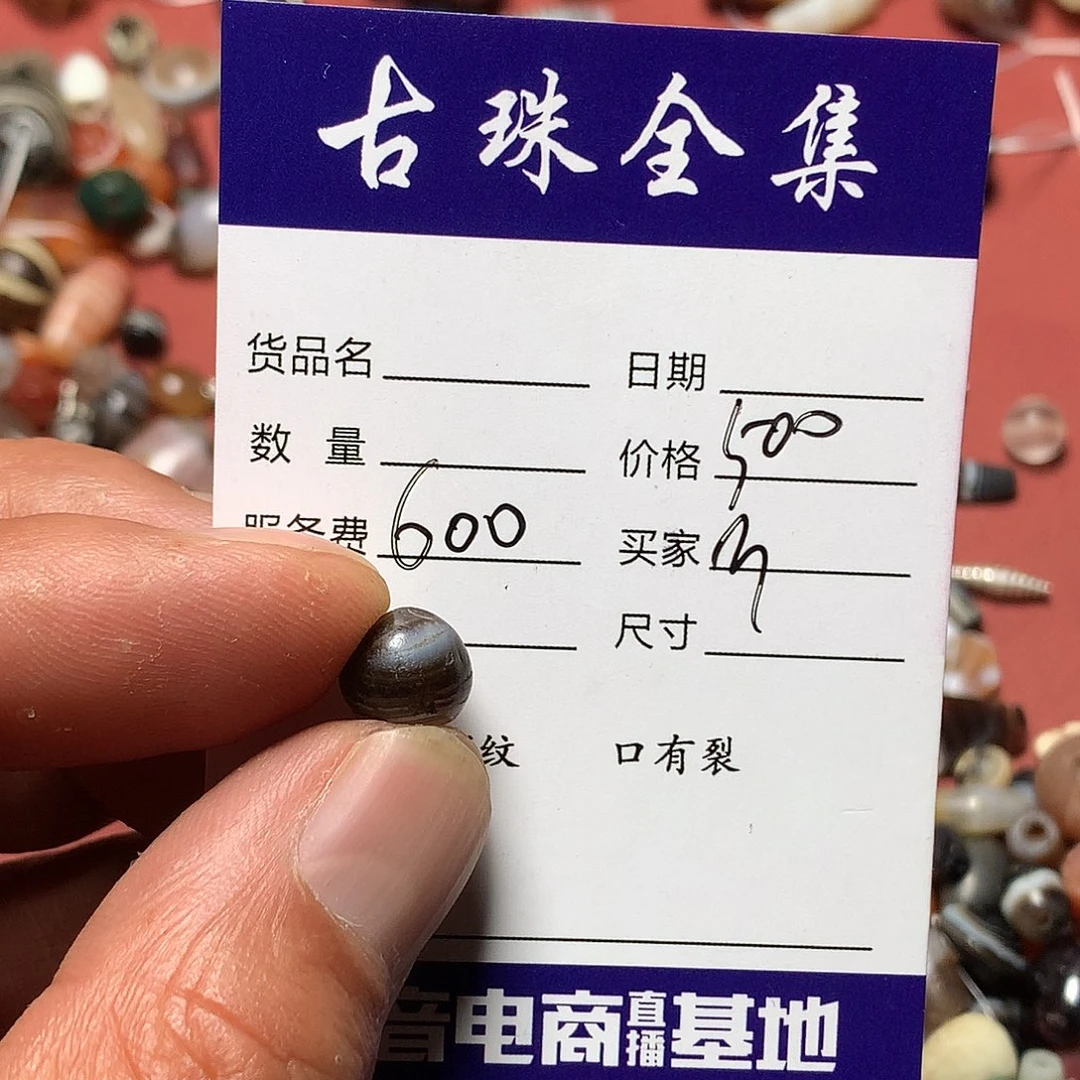 古珠全集
货品名 日期
数 量 价格 500
服务费 600 买家
尺寸
纹 口有裂
音电商直播基地